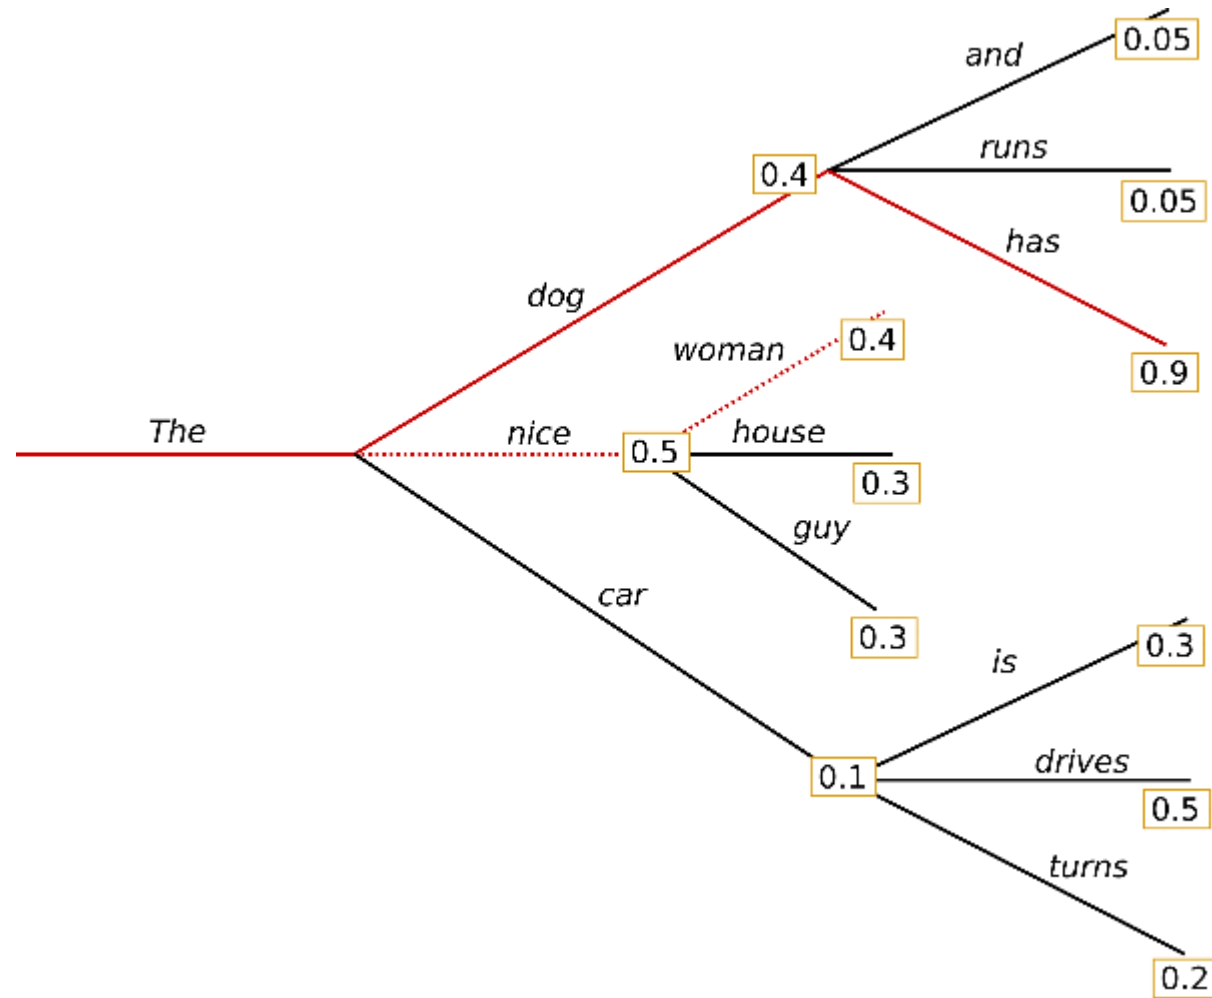 and
0.05
runs
0.4
0.05
has
dog
woman
0.4
0.9
The
nice
house
0.5
0.3
guy
car
0.3
is
0.3
drives
0.1
0.5
turns
0.2